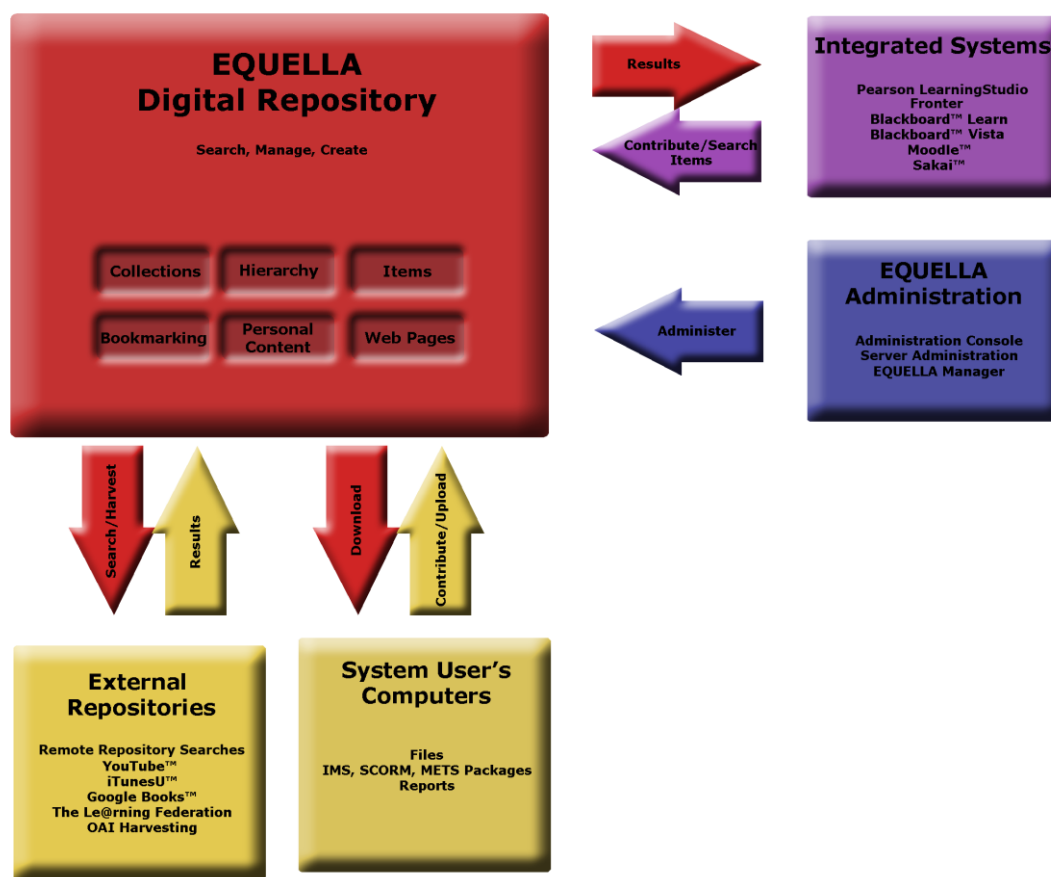 EQUELLA
Digital Repository
Search, Manage, Create
Collections
Hierarchy
Items
Bookmarking
Personal
Content
Web Pages
Results
Contribute/Search
Items
Integrated Systems
Pearson LearningStudio
Fronter
Blackboard™ Learn
Blackboard™ Vista
Moodle™
Sakai™
Administer
EQUELLA
Administration
Administration Console
Server Administration
EQUELLA Manager
Search/Harvest
Results
Download
Contribute/Upload
External
Repositories
Remote Repository Searches
YouTube™
iTunesU™
Google Books™
The Le@rning Federation
OAI Harvesting
System User’s
Computers
Files
IMS, SCORM, METS Packages
Reports